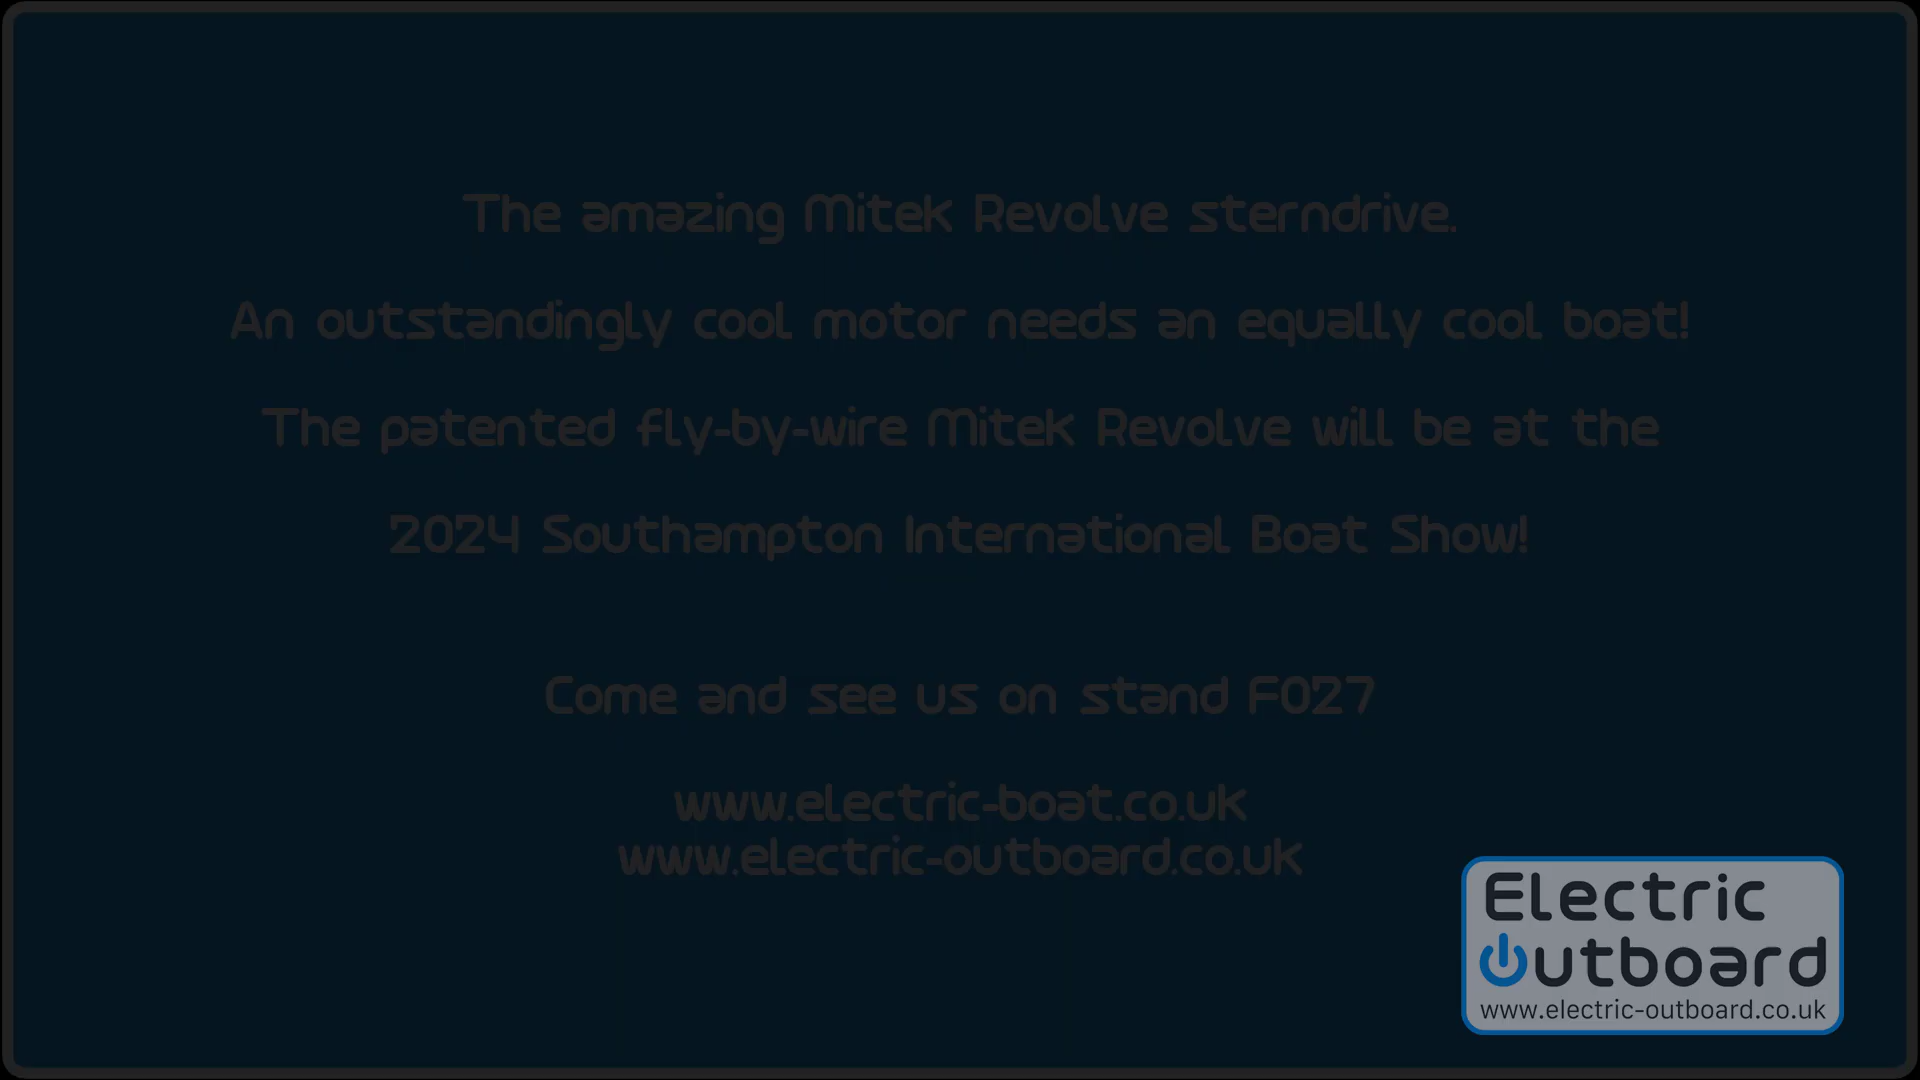 The amazing Mitek Revolve sterndrive.
An outstandingly cool motor needs an equally cool boat!
The patented fly-by-wire Mitek Revolve will be at the
2024 Southampton International Boat Show!
Come and see us on stand F027
www.electric-boat.co.uk
www.electric-outboard.co.uk
Electric
Outboard
www.electric-outboard.co.uk